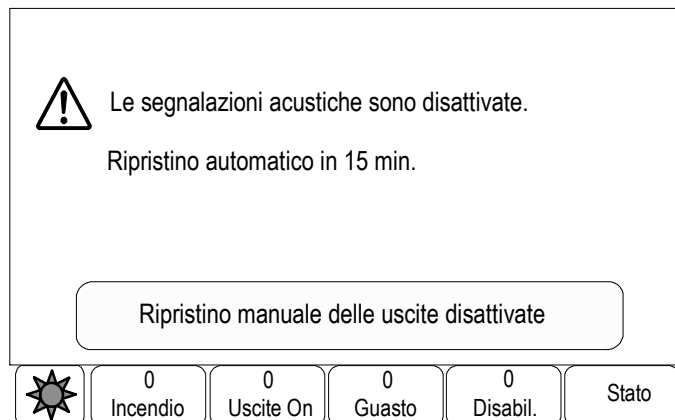 Le segnalazioni acustiche sono disattivate.
Ripristino automatico in 15 min.
Ripristino manuale delle uscite disattivate
0 0 0 0
Incendio Uscite On Guasto Disabil. Stato